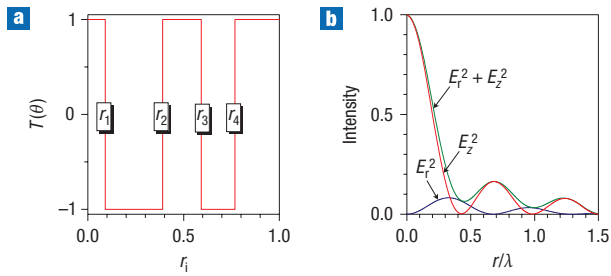 a
1
0
−1
T(θ)
r1
r2
r3
r4
0.0
0.5
1.0
ri
b
1.0
0.5
0.0
Intensity
Er2 + Ez2
Ez2
Er2
0.0
0.5
1.0
1.5
r/λ